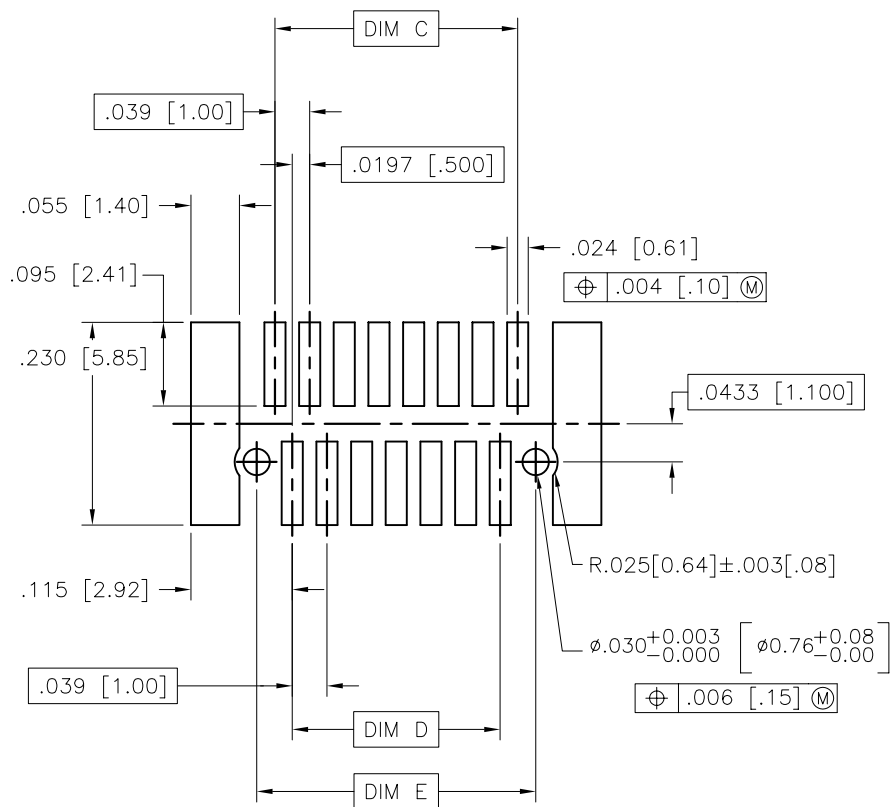 DIM C
.039 [1.00]
.0197 [.500]
.055 [1.40]
.024 [0.61]
.095 [2.41]
⌖ .004 [.10] Ⓜ
.230 [5.85]
.0433 [1.100]
R.025[0.64]±.003[.08]
.115 [2.92]
ø.030 +0.003 -0.000 [ø0.76 +0.08 -0.00]
.039 [1.00]
⌖ .006 [.15] Ⓜ
DIM D
DIM E